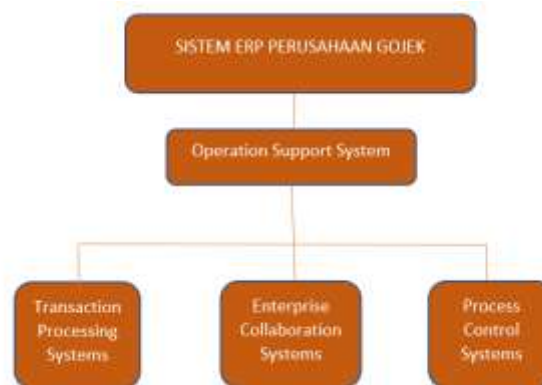 SISTEM ERP PERUSAHAAN GOJEK
Operation Support System
Transaction
Processing
Systems
Enterprise
Collaboration
Systems
Process
Control
Systems